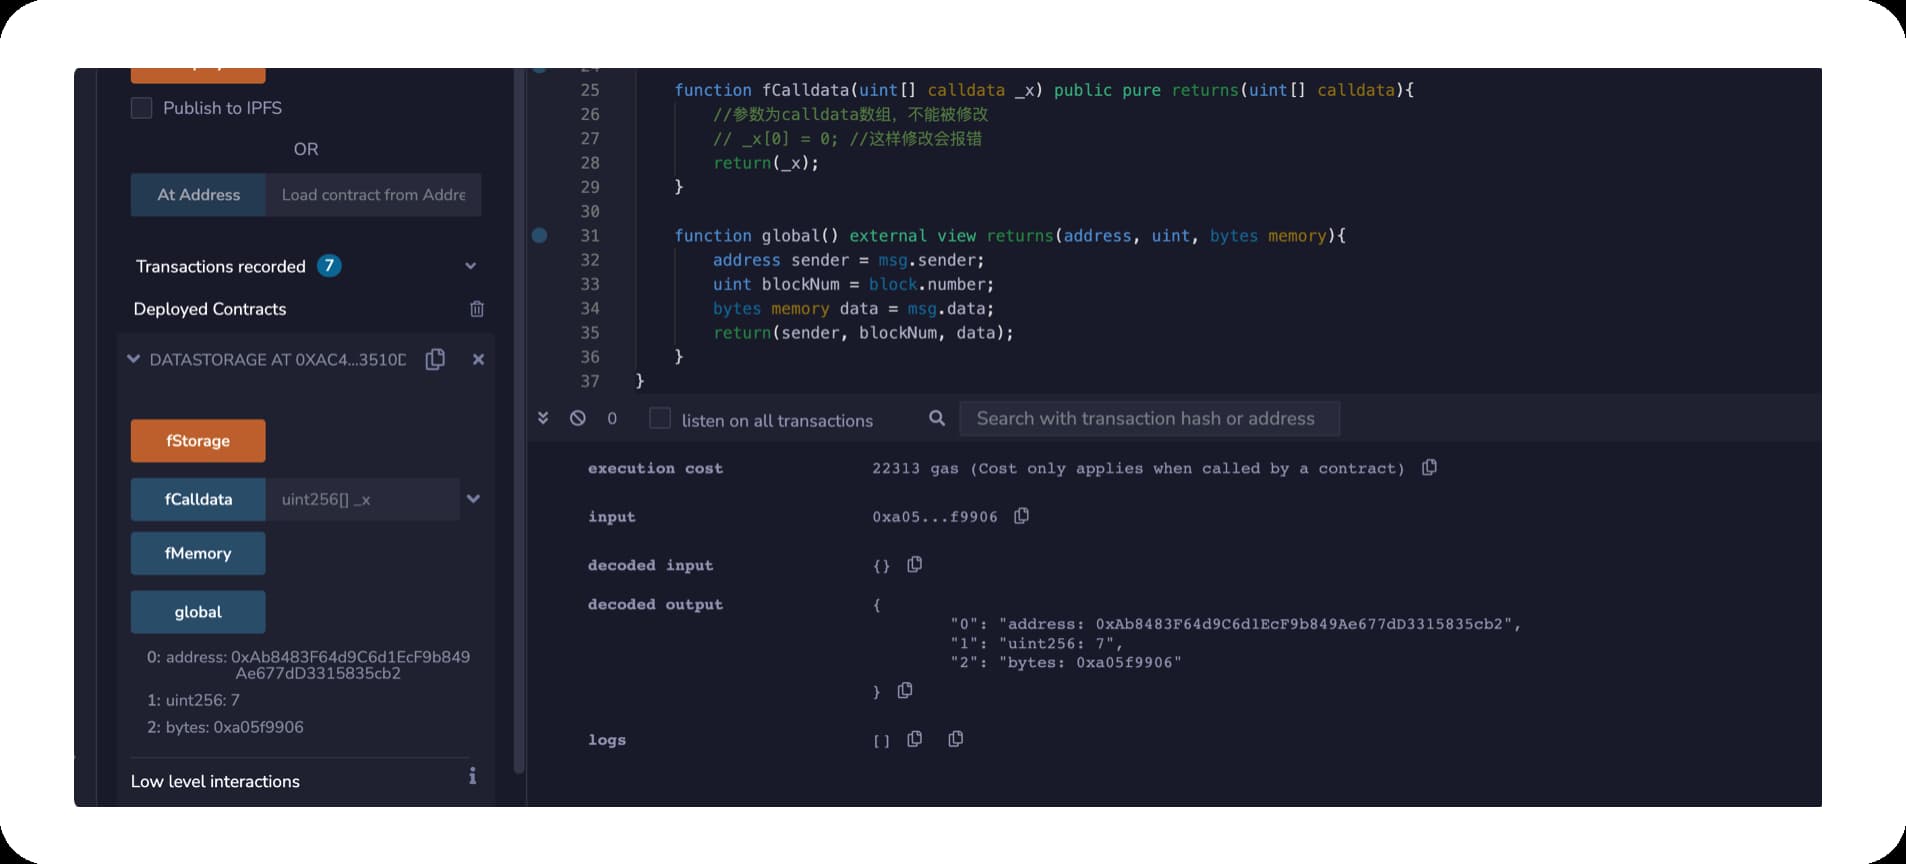 Publish to IPFS
OR
At Address
Load contract from Addre
Transactions recorded 7
Deployed Contracts
DATASTORAGE AT 0XAC4...3510D
fStorage
fCalldata
uint256[] _x
fMemory
global
0: address: 0xAb8483F64d9C6d1EcF9b849
Ae677dD3315835cb2
1: uint256: 7
2: bytes: 0xa05f9906
Low level interactions
25 function fCalldata(uint[] calldata _x) public pure returns(uint[] calldata){
26 //参数为calldata数组，不能被修改
27 // _x[0] = 0; //这样修改会报错
28 return(_x);
29 }
30
31 function global() external view returns(address, uint, bytes memory){
32 address sender = msg.sender;
33 uint blockNum = block.number;
34 bytes memory data = msg.data;
35 return(sender, blockNum, data);
36 }
37 }
0 listen on all transactions
Search with transaction hash or address
execution cost 22313 gas (Cost only applies when called by a contract)
input 0xa05...f9906
decoded input {}
decoded output {
"0": "address: 0xAb8483F64d9C6d1EcF9b849Ae677dD3315835cb2",
"1": "uint256: 7",
"2": "bytes: 0xa05f9906"
}
logs []